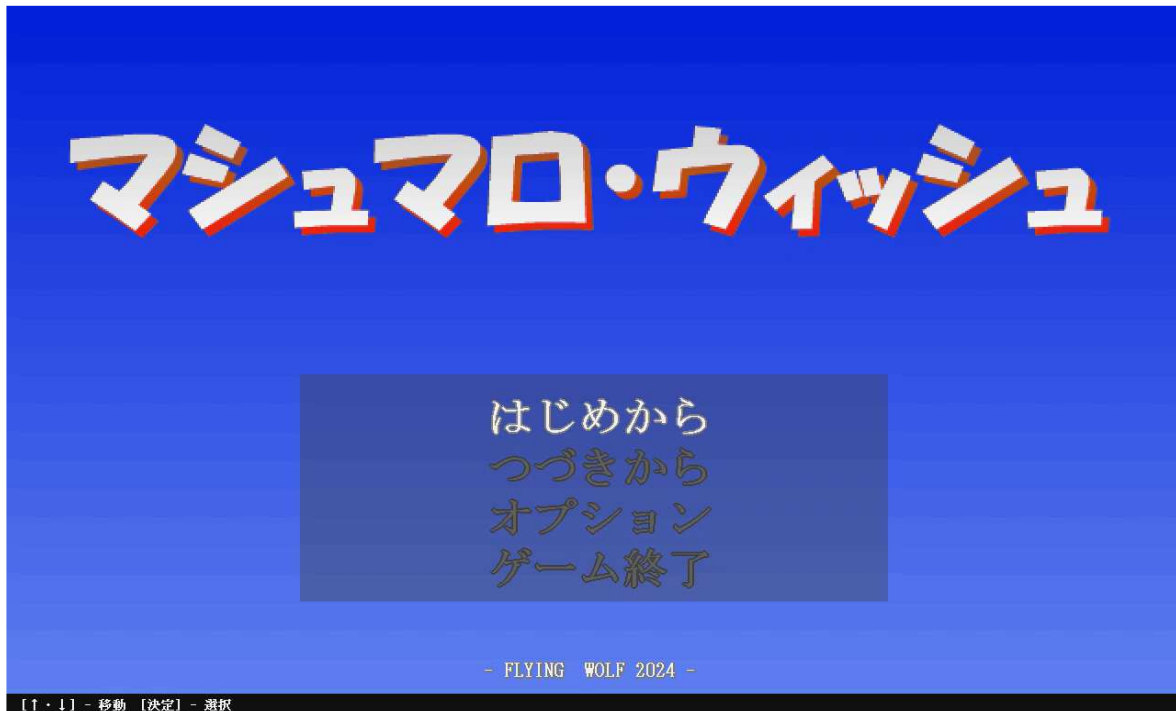 マシュマロ・ウィッシュ
はじめから
つづきから
オプション
ゲーム終了
- FLYING WOLF 2024 -
[↑・↓] - 移動 [決定] - 選択